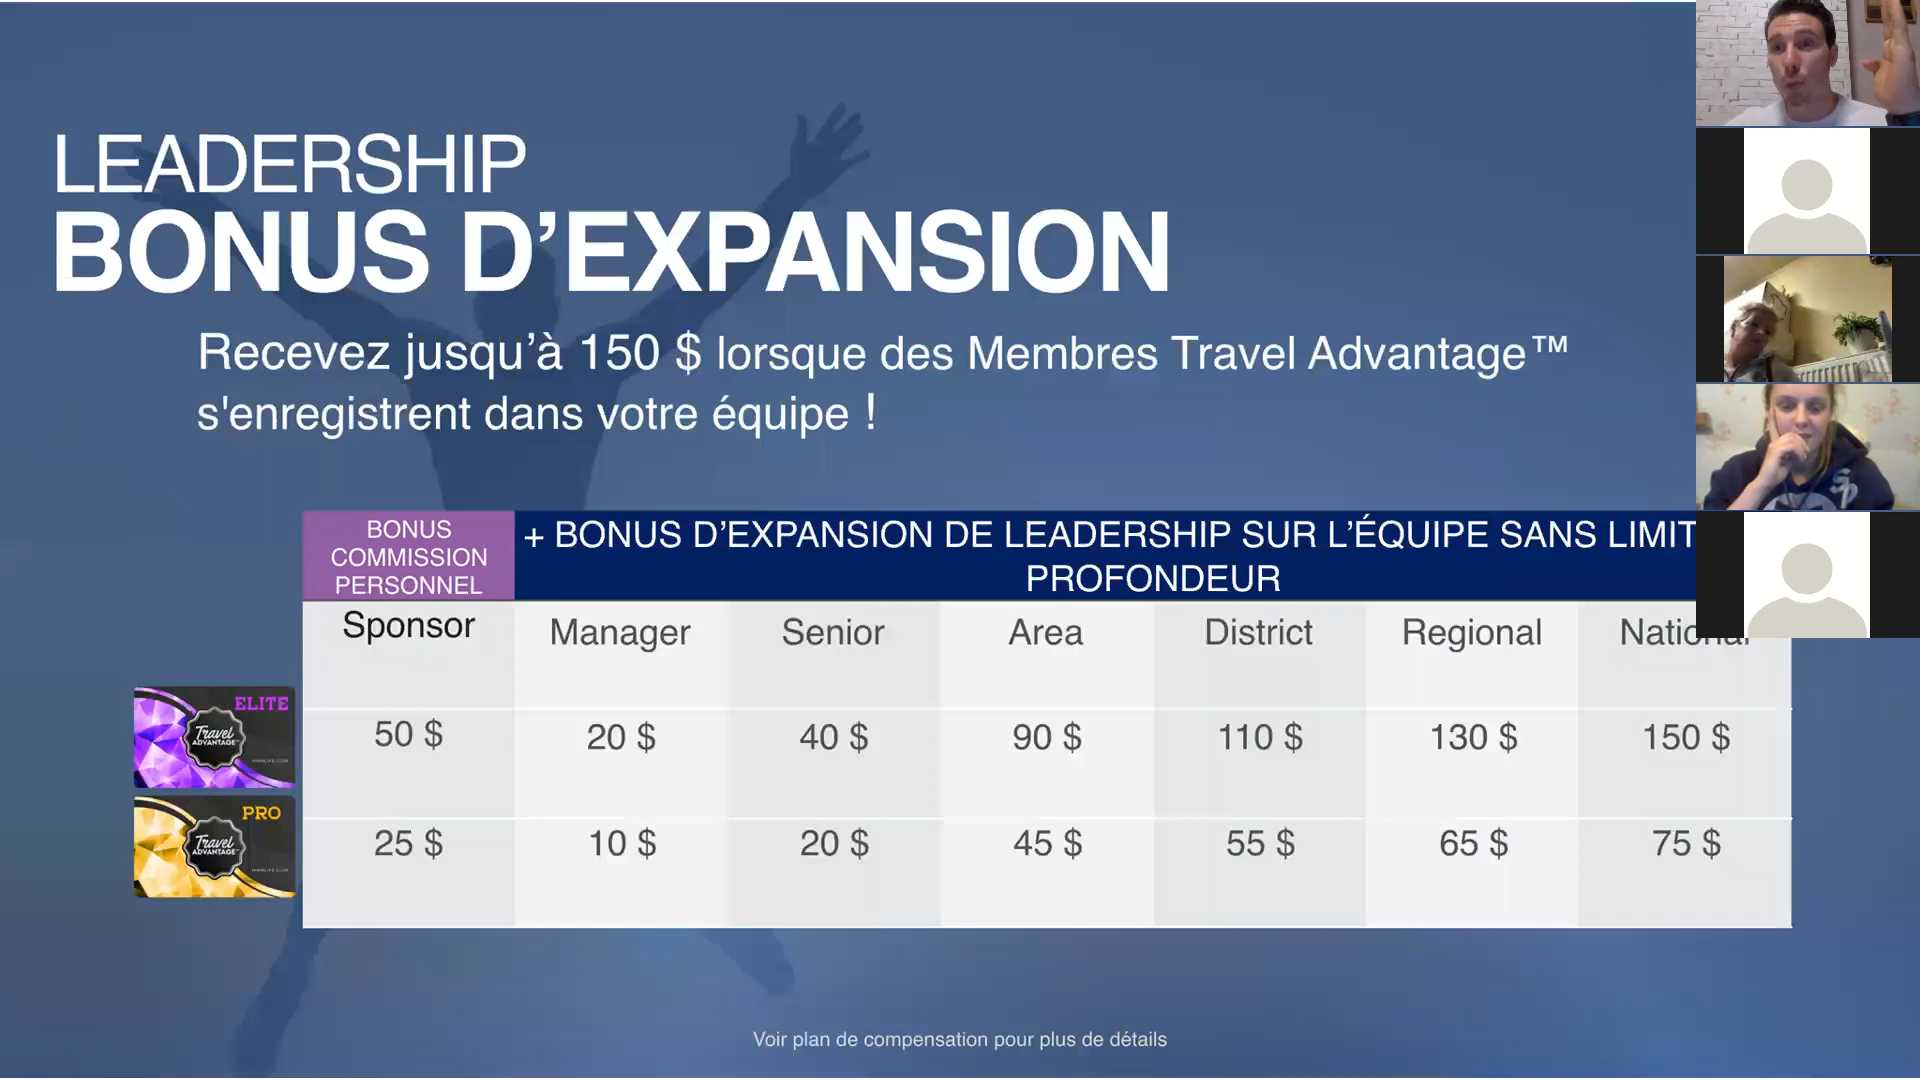 LEADERSHIP
BONUS D’EXPANSION
Recevez jusqu’à 150 $ lorsque des Membres Travel Advantage™
s'enregistrent dans votre équipe !
BONUS
COMMISSION
PERSONNEL
+ BONUS D’EXPANSION DE LEADERSHIP SUR L’ÉQUIPE SANS LIMIT
PROFONDEUR
Sponsor Manager Senior Area District Regional National
ELITE
Travel
ADVANTAGE
50 $ 20 $ 40 $ 90 $ 110 $ 130 $ 150 $
PRO
Travel
ADVANTAGE
25 $ 10 $ 20 $ 45 $ 55 $ 65 $ 75 $
Voir plan de compensation pour plus de détails